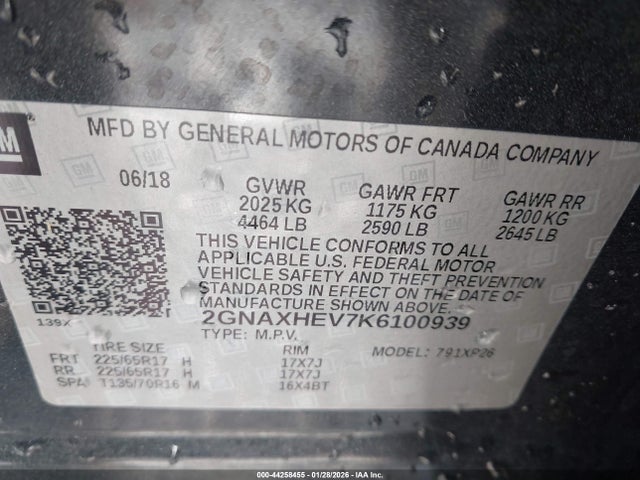 GM
MFD BY GENERAL MOTORS OF CANADA COMPANY
06/18 GVWR GAWR FRT GAWR RR
2025 KG 1175 KG 1200 KG
4464 LB 2590 LB 2645 LB
THIS VEHICLE CONFORMS TO ALL
APPLICABLE U.S. FEDERAL MOTOR
VEHICLE SAFETY AND THEFT PREVENTION
STANDARDS IN EFFECT ON THE DATE OF
MANUFACTURE SHOWN ABOVE.
139X 2GNAXHEV7K6100939
TYPE: M.P.V.
TIRE SIZE RIM MODEL: 791XP26
FRT 225/65R17 H 17X7J
RR 225/65R17 H 17X7J
SPA T135/70R16 M 16X4BT
000-44258455 | 01/28/2026 | IAA Inc.